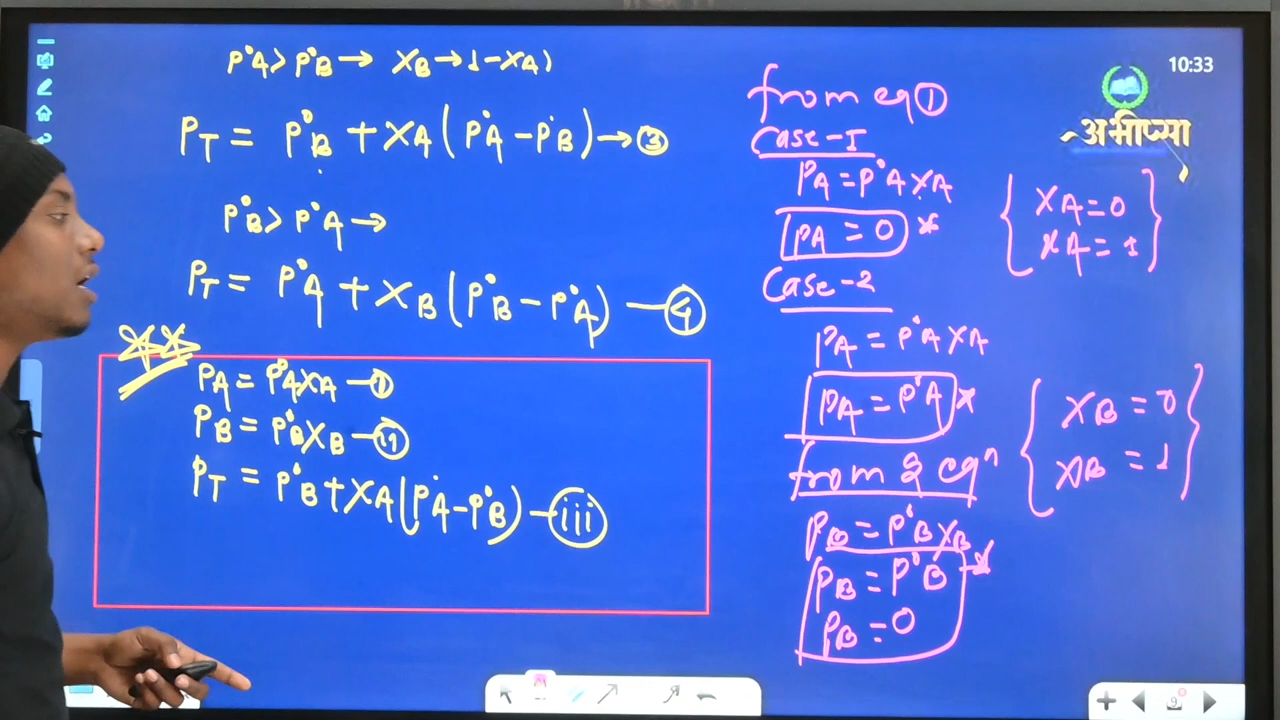 P°A > P°B → XB → 1-XA)
PT = P°B + XA (P°A - P°B) → ③
P°B > P°A →
PT = P°A + XB (P°B - P°A) — ④
PA = P°A XA — ①
PB = P°B XB — ⑪
PT = P°B + XA (P°A - P°B) — ⅲ
from eq ①
Case-I
PA = P°A XA
PA = 0 *
{ XA = 0
XA = 1 }
Case-2
PA = P°A XA
PA = P°A *
{ XB = 0
XB = 1 }
from 2 eqⁿ
PB = P°B XB
PB = P°B *
PB = 0
10:33
अभीप्सा
9